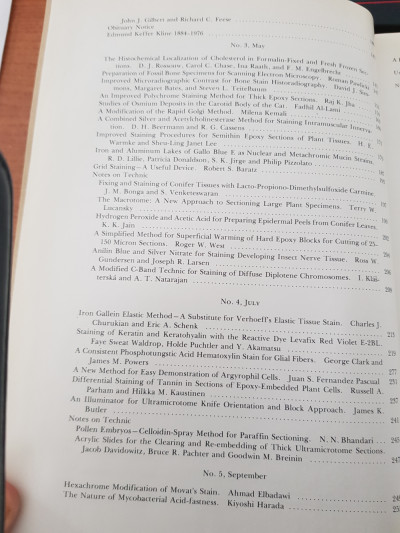 John J. Gilbert and Richard C. Feese
Obituary Notice
Edmund Keffer Kline 1884-1976
No. 3, May
The Histochemical Localization of Cholesterol in Formalin-Fixed and Fresh Frozen Sec-
tions. D. J. Rossouw, Carol C. Chase, Ina Raath, and F. M. Engelbrecht
Preparation of Fossil Bone Specimens for Scanning Electron Microscopy. Roman Pawlicki
Improved Microradiographic Contrast for Bone Stain Historadiography. David J.
mons, Margaret Bates, and Steven L. Teitelbaum
An Improved Polychrome Staining Method for Thick Epoxy Sections. Raj K. Jha
Studies of Osmium Deposits in the Carotid Body of the Cat. Fadhil Al-Lami
A Modification of the Rapid Golgi Method. Milena Kemali
A Combined Silver and Acetylcholinesterase Method for Staining Intramuscular Innerva-
tion. D. H. Beermann and R. G. Cassens
Improved Staining Procedures for Semithin Epoxy Sections of Plant Tissues. H. E.
Warmke and Sheu-Ling Janet Lee
Iron and Aluminum Lakes of Gallo Blue E as Nuclear and Metachromic Mucin Strains.
R. D. Lillie, Patricia Donaldson, S. K. Jirge and Philip Pizzolato
Grid Staining—A Useful Device. Robert S. Baratz
Notes on Technic
Fixing and Staining of Conifer Tissues with Lacto-Propiono-Dimethylsulfoxide Carmine
J. M. Bonga and S. Venketeswaran
The Macrotome: A New Approach to Sectioning Large Plant Specimens. Terry W.
Lucansky
Hydrogen Peroxide and Acetic Acid for Preparing Epidermal Peels from Conifer Leaves.
K. K. Jain
A Simplified Method for Superficial Warming of Hard Epoxy Blocks for Cutting of 25-
150 Micron Sections. Roger W. West
Anilin Blue and Silver Nitrate for Staining Developing Insect Nerve Tissue. Rosa W.
Gundersen and Joseph R. Larsen
A Modified C-Band Technic for Staining of Diffuse Diplotene Chromosomes. I.
terská and A. T. Natarajan
No. 4, July
Iron Gallein Elastic Method—A Substitute for Verhoeff's Elastic Tissue Stain. Charles J.
Churukian and Eric A. Schenk
Staining of Keratin and Keratohyalin with the Reactive Dye Levafix Red Violet E-2BL.
Faye Sweat Waldrop, Holde Puchtler and Y. Akamatsu
A Consistent Phosphotungstic Acid Hematoxylin Stain for Glial Fibers. George Clark and
James M. Powers
A New Method for Easy Demonstration of Argyrophil Cells. Juan S. Fernandez Pascual
Differential Staining of Tannin in Sections of Epoxy-Embedded Plant Cells. Russell A.
Parham and Hilkka M. Kaustinen
An Illuminator for Ultramicrotome Knife Orientation and Block Approach. James K.
Butler
Notes on Technic
Pollen Embryos—Celloidin-Spray Method for Paraffin Sectioning. N. N. Bhandari
Acrylic Slides for the Clearing and Re-embedding of Thick Ultramicrotome Sections.
Jacob Davidowitz, Bruce R. Pachter and Goodwin M. Breinin
No. 5, September
Hexachrome Modification of Movat's Stain. Ahmad Elbadawi
The Nature of Mycobacterial Acid-fastness. Kiyoshi Harada